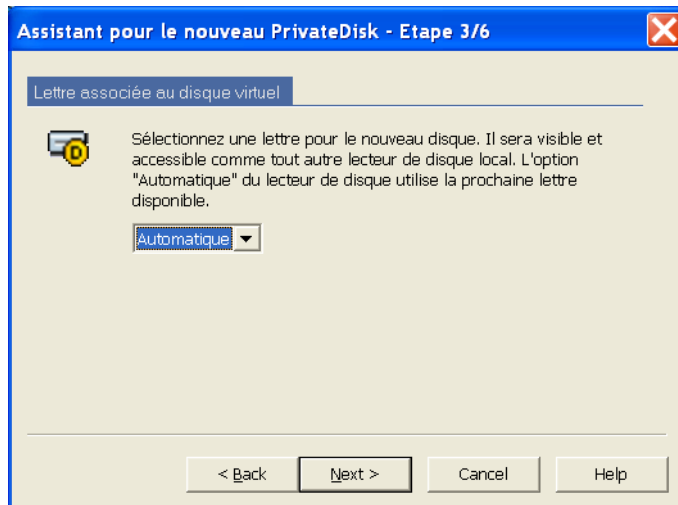 Assistant pour le nouveau PrivateDisk - Etape 3/6
Lettre associée au disque virtuel
Sélectionnez une lettre pour le nouveau disque. Il sera visible et
accessible comme tout autre lecteur de disque local. L'option
"Automatique" du lecteur de disque utilise la prochaine lettre
disponible.
Automatique
< Back Next > Cancel Help